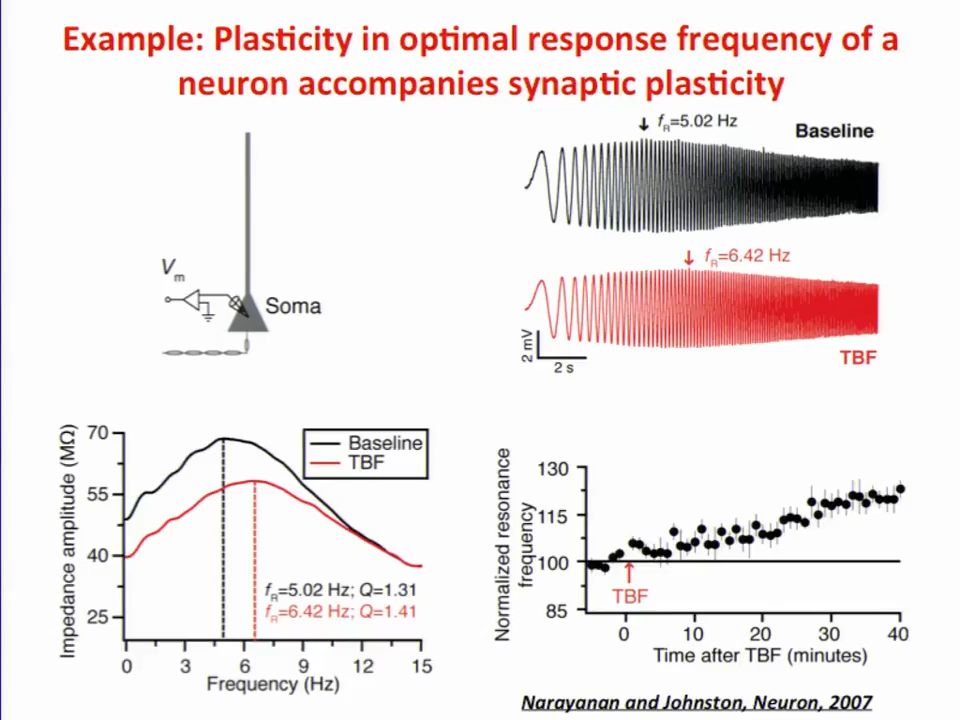 Example: Plasticity in optimal response frequency of a
neuron accompanies synaptic plasticity
Vm
Soma
fR=5.02 Hz
Baseline
fR=6.42 Hz
2 mV
2 s
TBF
Impedance amplitude (MΩ)
70
55
40
25
Baseline
TBF
fR=5.02 Hz; Q=1.31
fR=6.42 Hz; Q=1.41
0 3 6 9 12 15
Frequency (Hz)
Normalized resonance
frequency
130
115
100
85
TBF
0 10 20 30 40
Time after TBF (minutes)
Narayanan and Johnston, Neuron, 2007